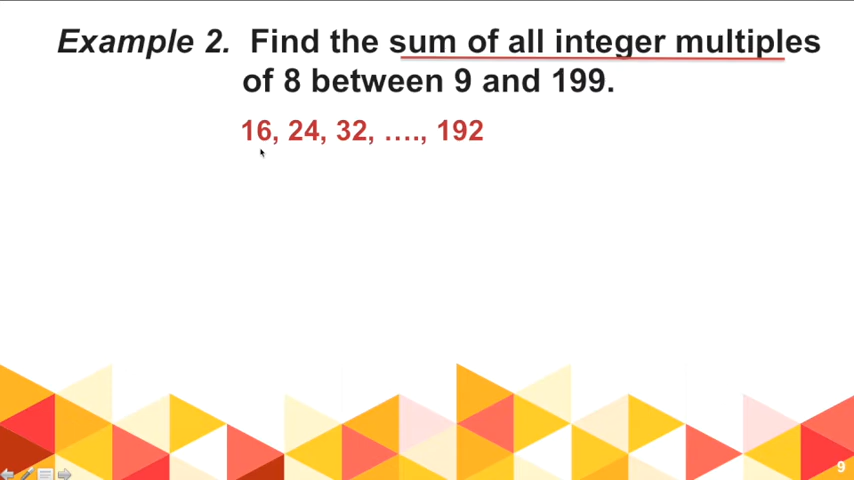 Example 2. Find the sum of all integer multiples
of 8 between 9 and 199.
16, 24, 32, …., 192
9